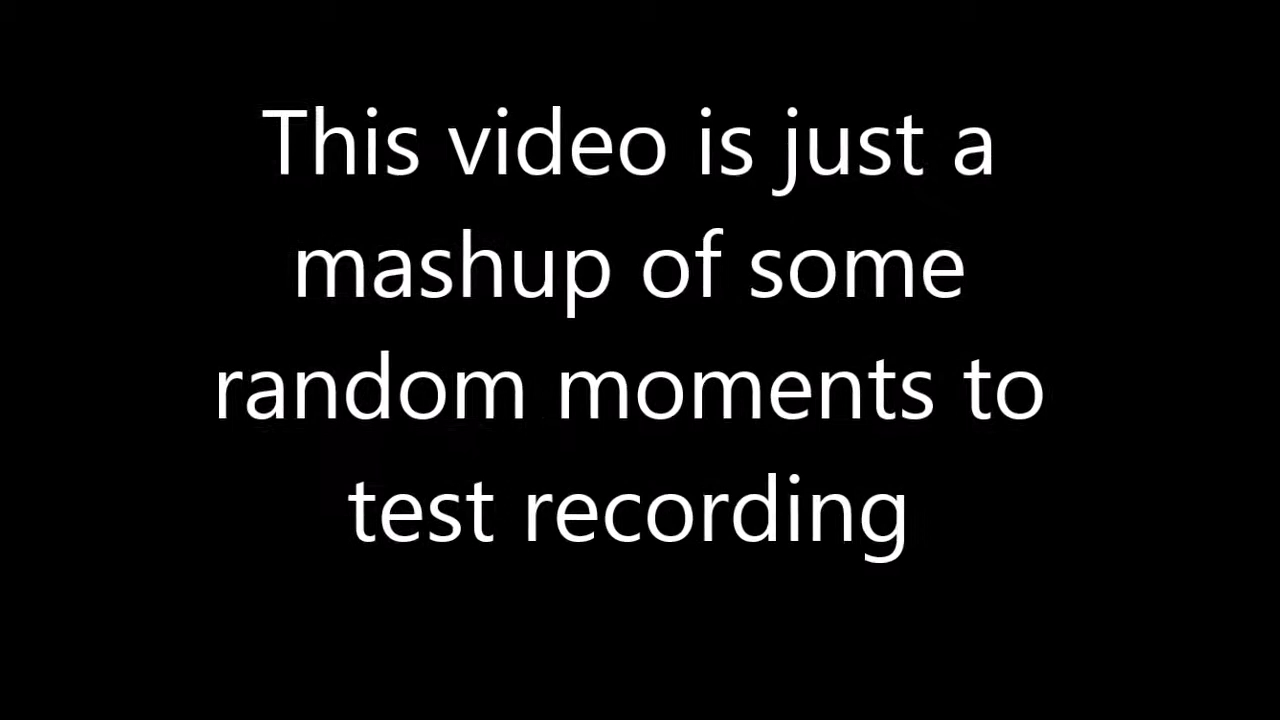 This video is just a
mashup of some
random moments to
test recording